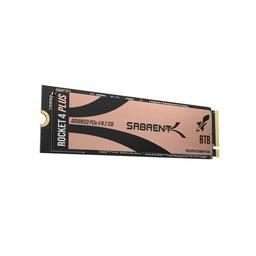 ROCKET 4 PLUS
ADVANCED PCIe 4 M.2 SSD
SABRENT
8TB